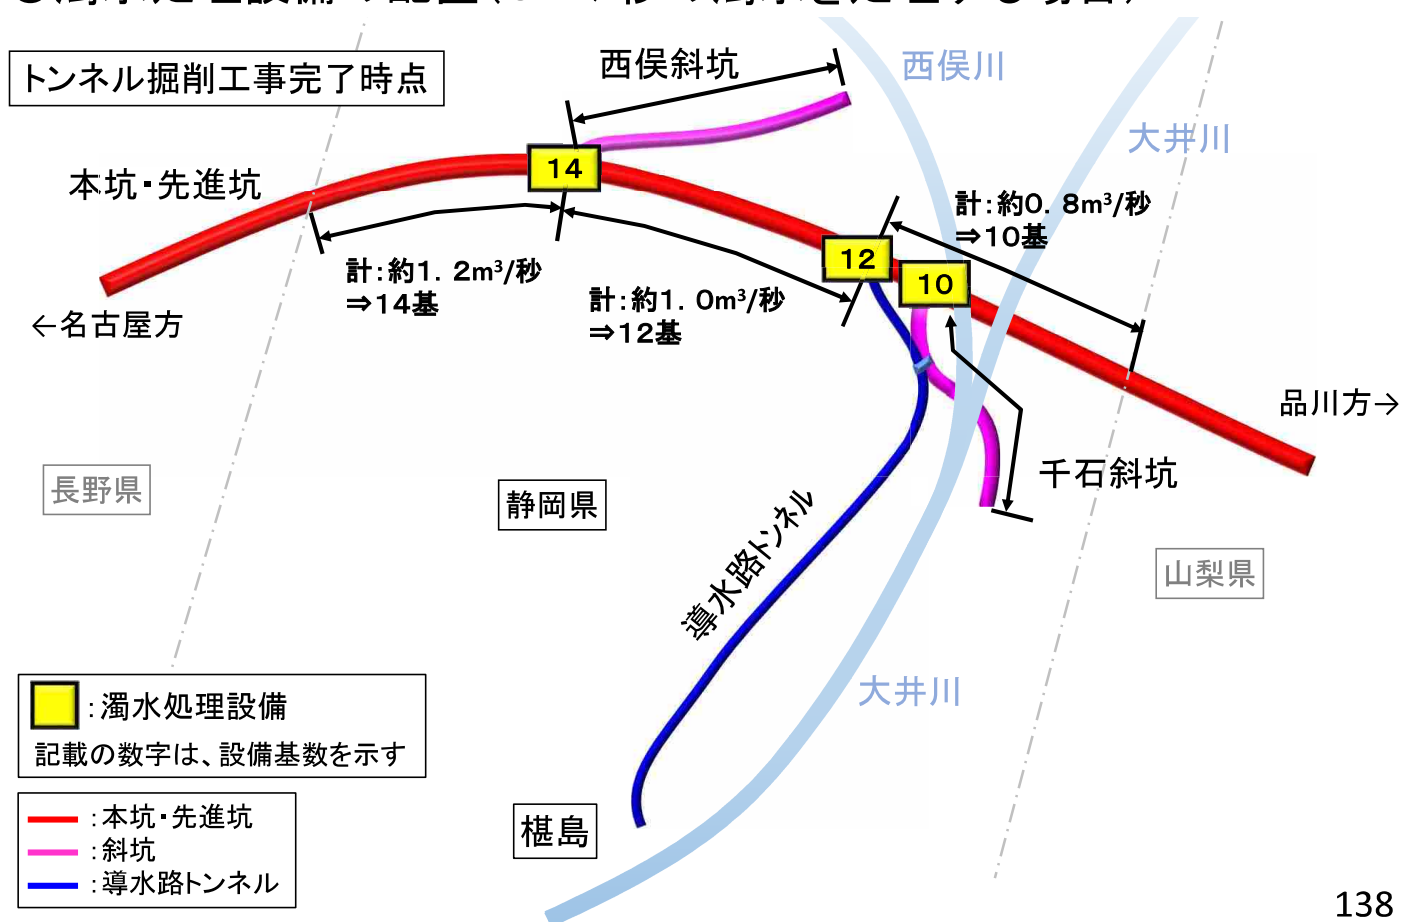 トンネル掘削工事完了時点
西俣斜坑
西俣川
大井川
本坑・先進坑
14
計：約1．2m³/秒
⇒14基
計：約1．0m³/秒
⇒12基
12
10
計：約0．8m³/秒
⇒10基
←名古屋方
品川方→
長野県
静岡県
千石斜坑
山梨県
導水路トンネル
大井川
椹島
：濁水処理設備
記載の数字は、設備基数を示す
：本坑・先進坑
：斜坑
：導水路トンネル
138